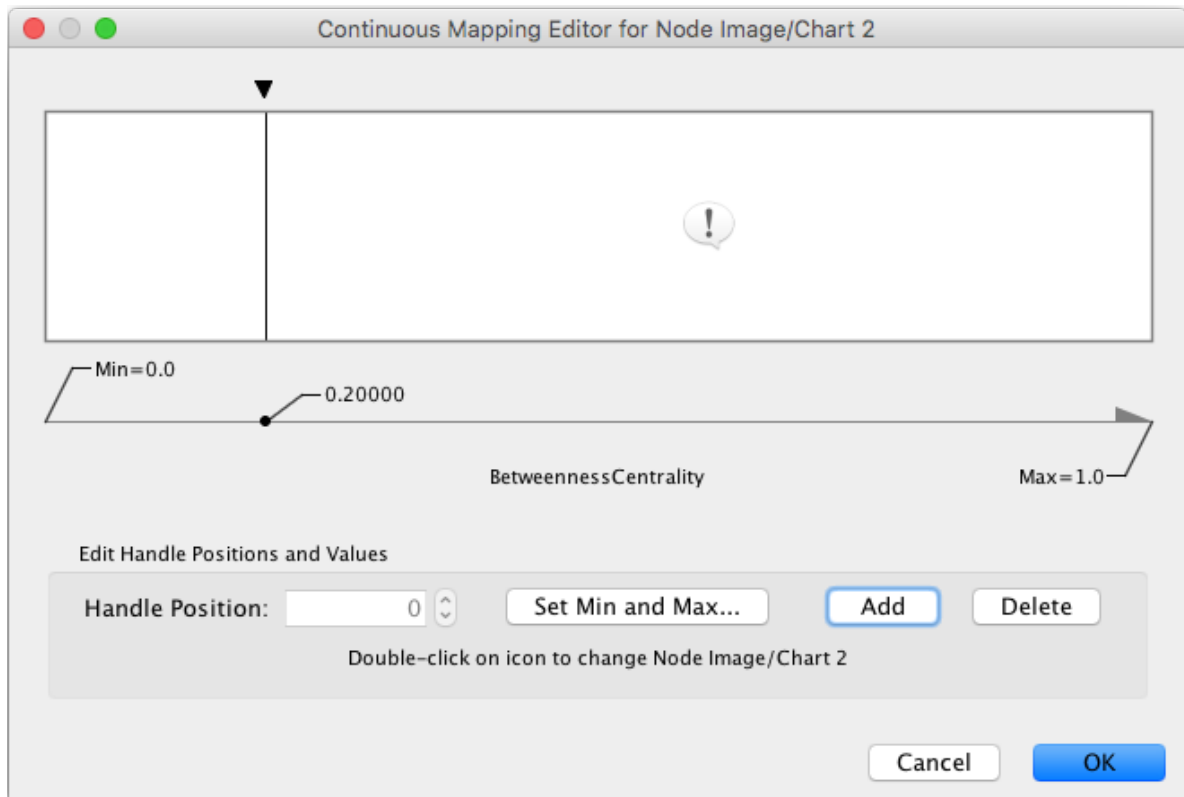 Continuous Mapping Editor for Node Image/Chart 2
!
Min=0.0
0.20000
BetweennessCentrality
Max=1.0
Edit Handle Positions and Values
Handle Position: 0 Set Min and Max... Add Delete
Double-click on icon to change Node Image/Chart 2
Cancel OK